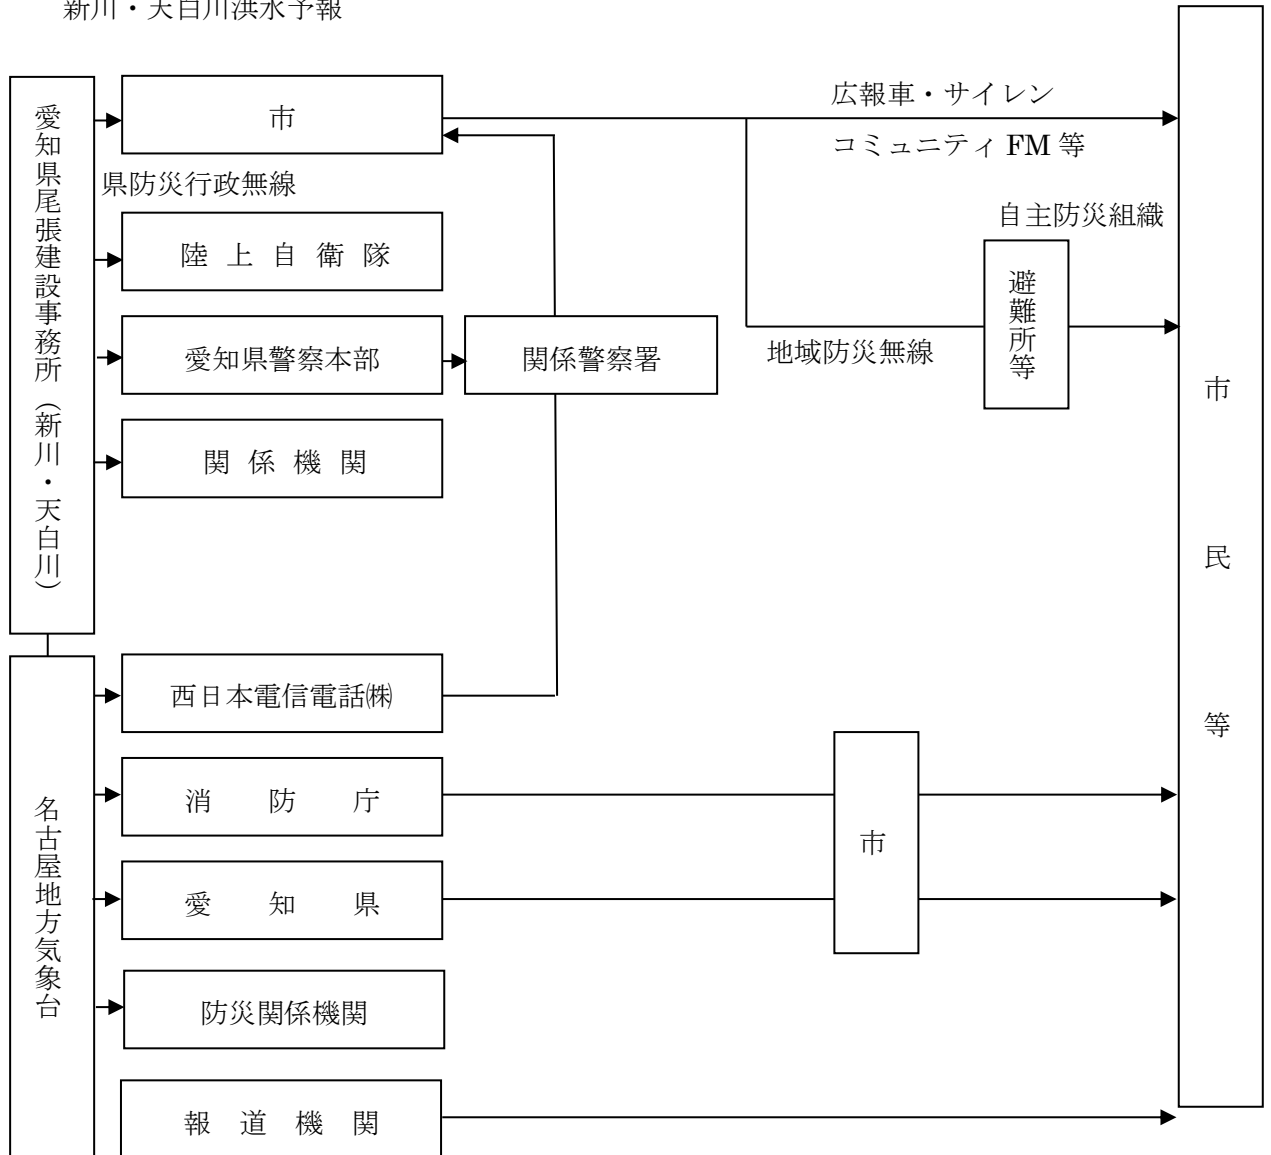 新川・天白川洪水予報
愛知県尾張建設事務所(新川・天白川)
市
県防災行政無線
陸上自衛隊
愛知県警察本部
関係警察署
関係機関
広報車・サイレン
コミュニティ FM 等
自主防災組織
避難所等
地域防災無線
名古屋地方気象台
西日本電信電話㈱
消防庁
愛知県
市
防災関係機関
報道機関
市民等